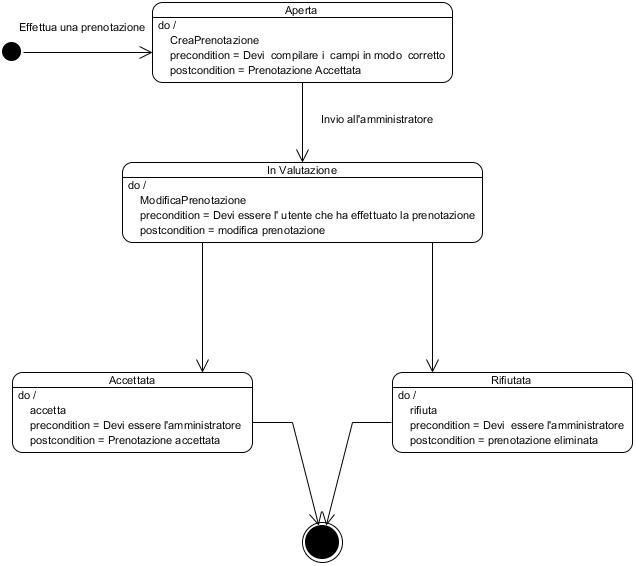 Effettua una prenotazione
Aperta
do /
CreaPrenotazione
precondition = Devi compilare i campi in modo corretto
postcondition = Prenotazione Accettata
Invio all'amministratore
In Valutazione
do /
ModificaPrenotazione
precondition = Devi essere l' utente che ha effettuato la prenotazione
postcondition = modifica prenotazione
Accettata
do /
accetta
precondition = Devi essere l'amministratore
postcondition = Prenotazione accettata
Rifiutata
do /
rifiuta
precondition = Devi essere l'amministratore
postcondition = prenotazione eliminata